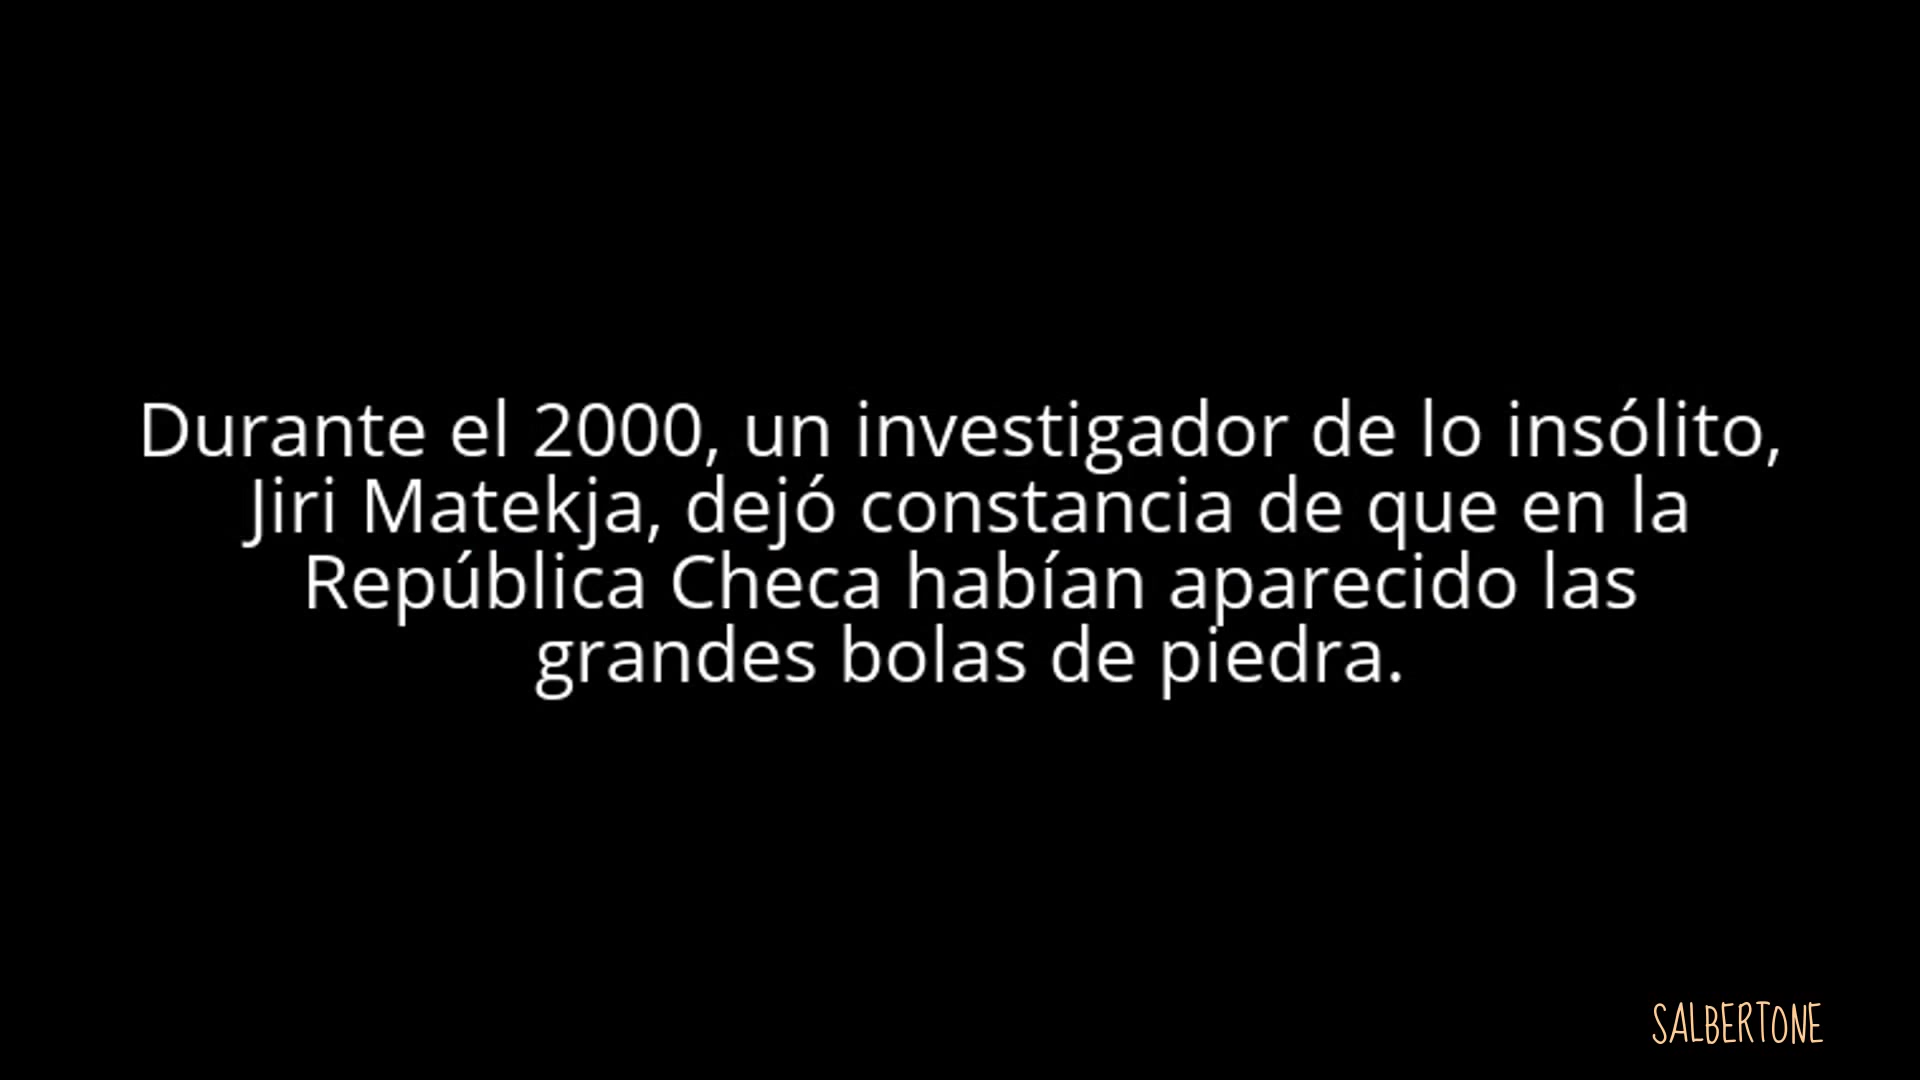 Durante el 2000, un investigador de lo insólito,
Jiri Matekja, dejó constancia de que en la
República Checa habían aparecido las
grandes bolas de piedra.
SALBERTONE